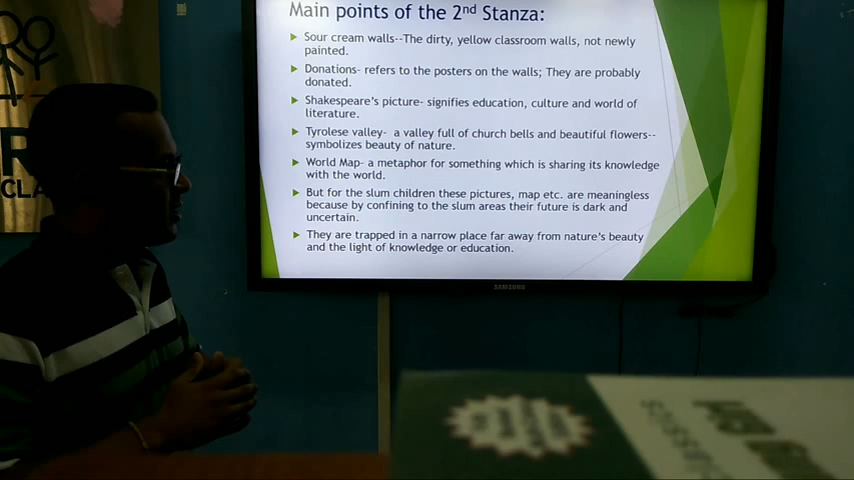 Main points of the 2nd Stanza:
Sour cream walls--The dirty, yellow classroom walls, not newly
painted.
Donations- refers to the posters on the walls; They are probably
donated.
Shakespeare's picture- signifies education, culture and world of
literature.
Tyrolese valley- a valley full of church bells and beautiful flowers--
symbolizes beauty of nature.
World Map- a metaphor for something which is sharing its knowledge
with the world.
But for the slum children these pictures, map etc. are meaningless
because by confining to the slum areas their future is dark and
uncertain.
They are trapped in a narrow place far away from nature's beauty
and the light of knowledge or education.
SAMSUNG